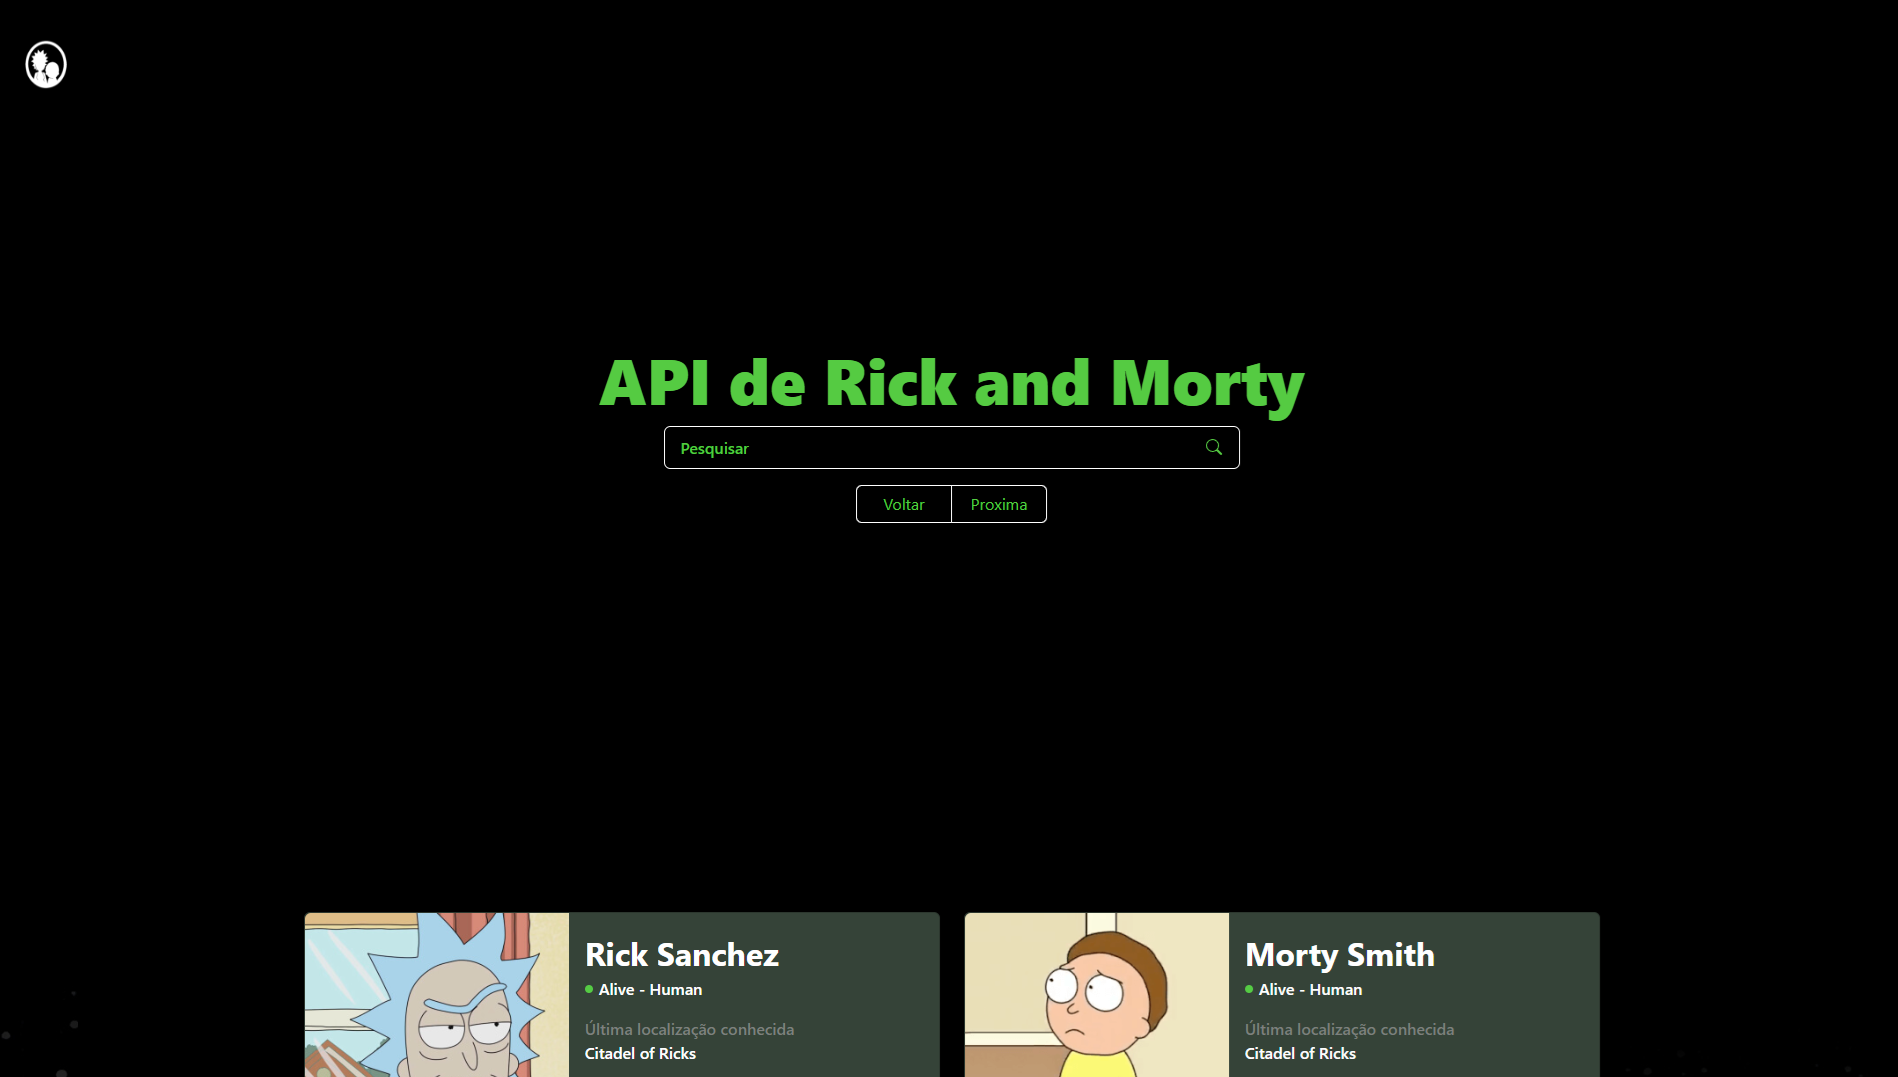 API de Rick and Morty
Pesquisar
Voltar
Proxima
Rick Sanchez
Alive - Human
Última localização conhecida
Citadel of Ricks
Morty Smith
Alive - Human
Última localização conhecida
Citadel of Ricks